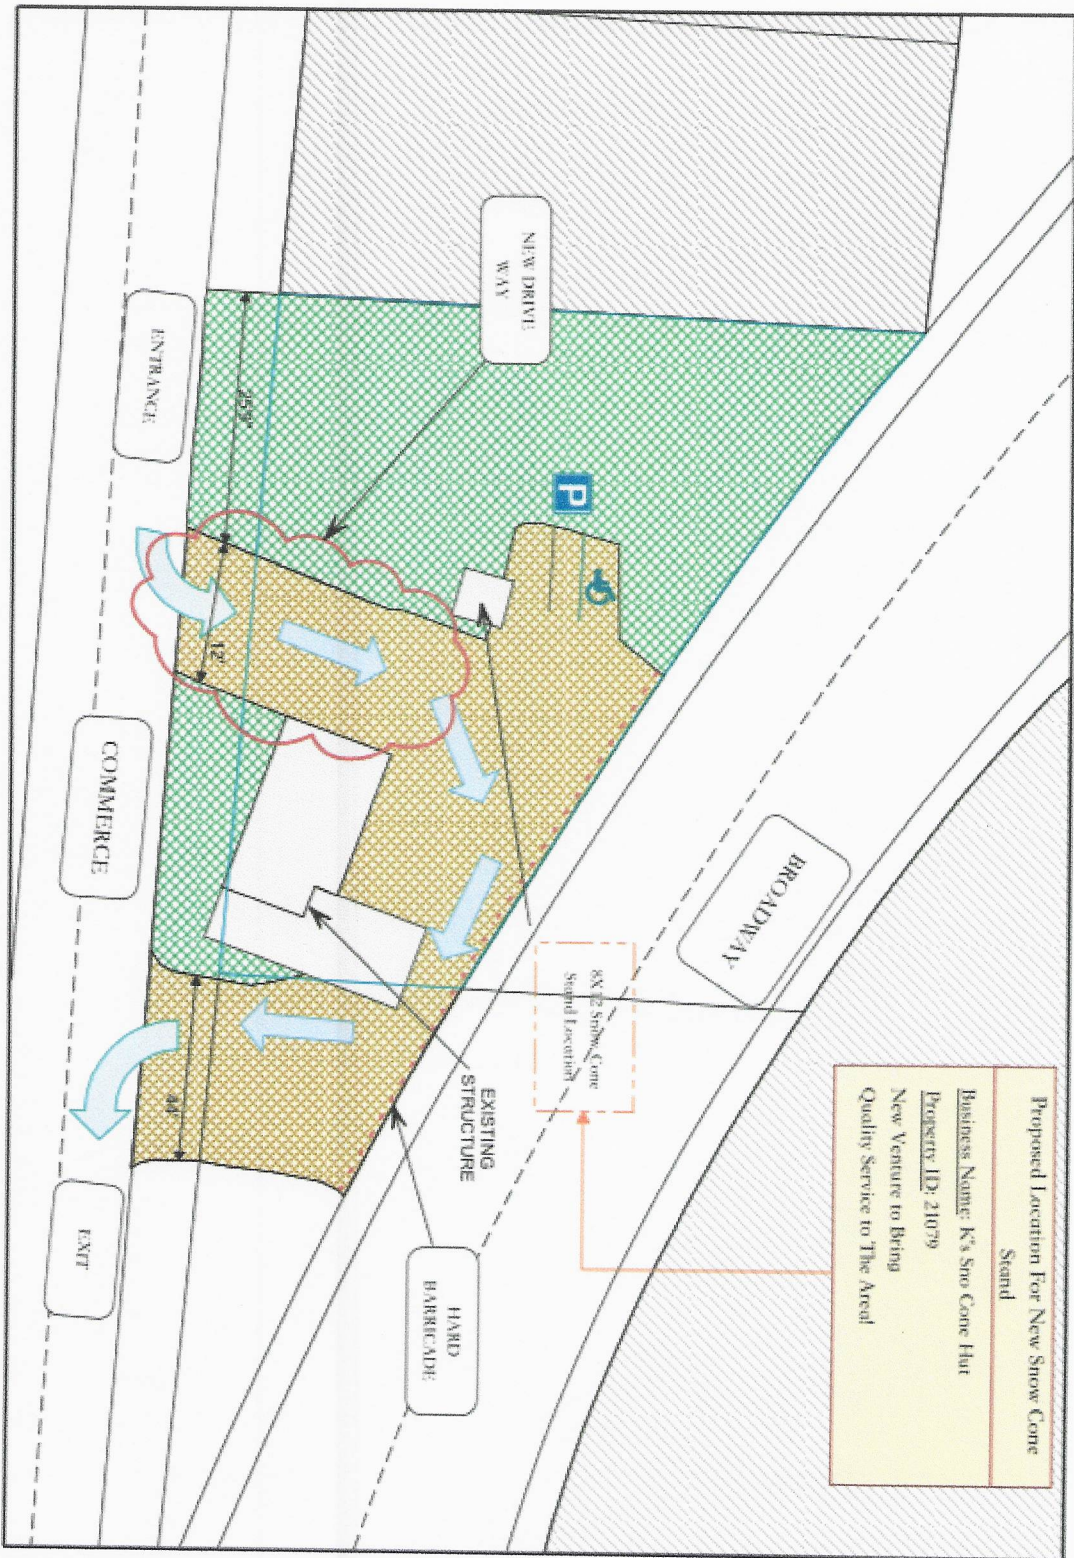 Proposed Location For New Snow Cone
Stand
Business Name: K's Sno Cone Hut
Property ID: 21079
New Venture to Bring
Quality Service to The Area!
NEW DRIVE
WAY
BROADWAY
8X12 Snow Cone
Stand Location
P
EXISTING
STRUCTURE
HARD
BARRICADE
12'
44'
ENTRANCE
COMMERCE
EXIT